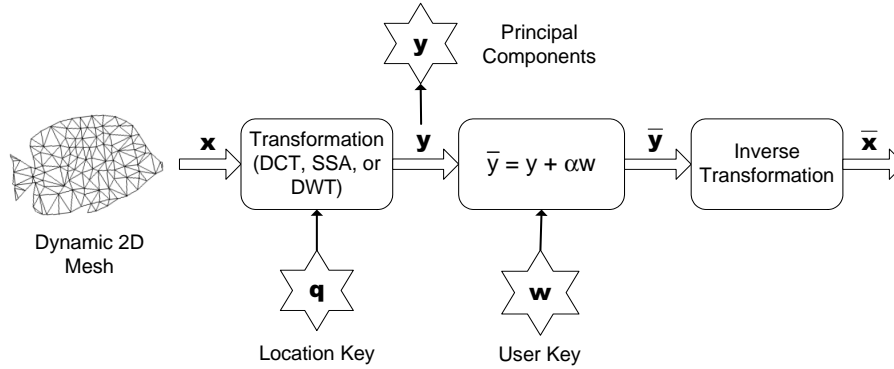 y
Principal
Components
x
Transformation
(DCT, SSA, or
DWT)
y
y̅ = y + αw
y̅
Inverse
Transformation
x̅
Dynamic 2D
Mesh
q
w
Location Key
User Key